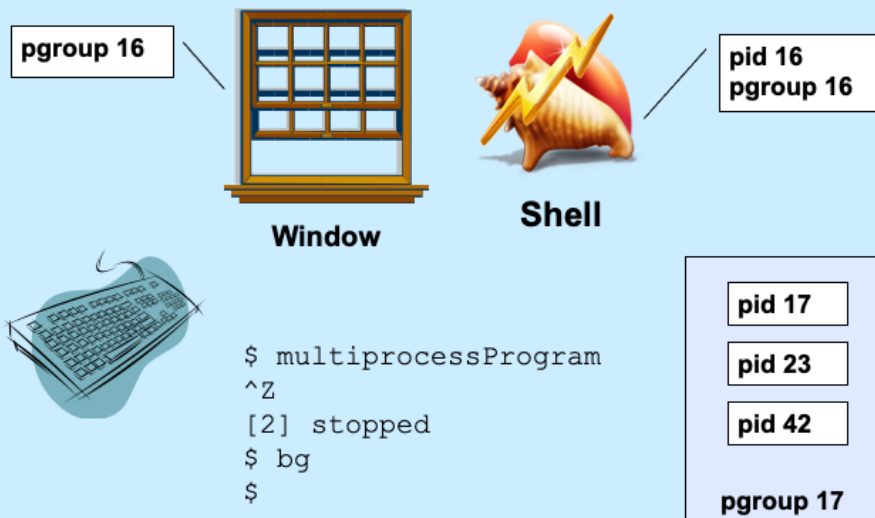 pgroup 16
pid 16
pgroup 16
Window
Shell
$ multiprocessProgram
^Z
[2] stopped
$ bg
$
pid 17
pid 23
pid 42
pgroup 17